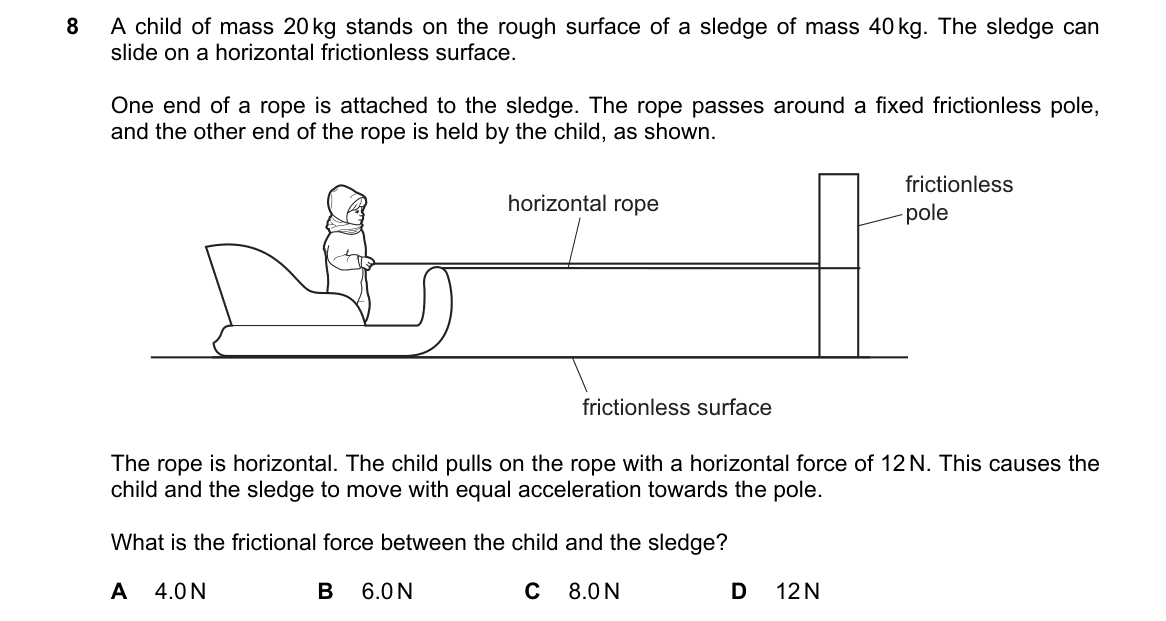 8 A child of mass 20 kg stands on the rough surface of a sledge of mass 40 kg. The sledge can
slide on a horizontal frictionless surface.
One end of a rope is attached to the sledge. The rope passes around a fixed frictionless pole,
and the other end of the rope is held by the child, as shown.
frictionless
pole
horizontal rope
frictionless surface
The rope is horizontal. The child pulls on the rope with a horizontal force of 12 N. This causes the
child and the sledge to move with equal acceleration towards the pole.
What is the frictional force between the child and the sledge?
A 4.0 N B 6.0 N C 8.0 N D 12 N